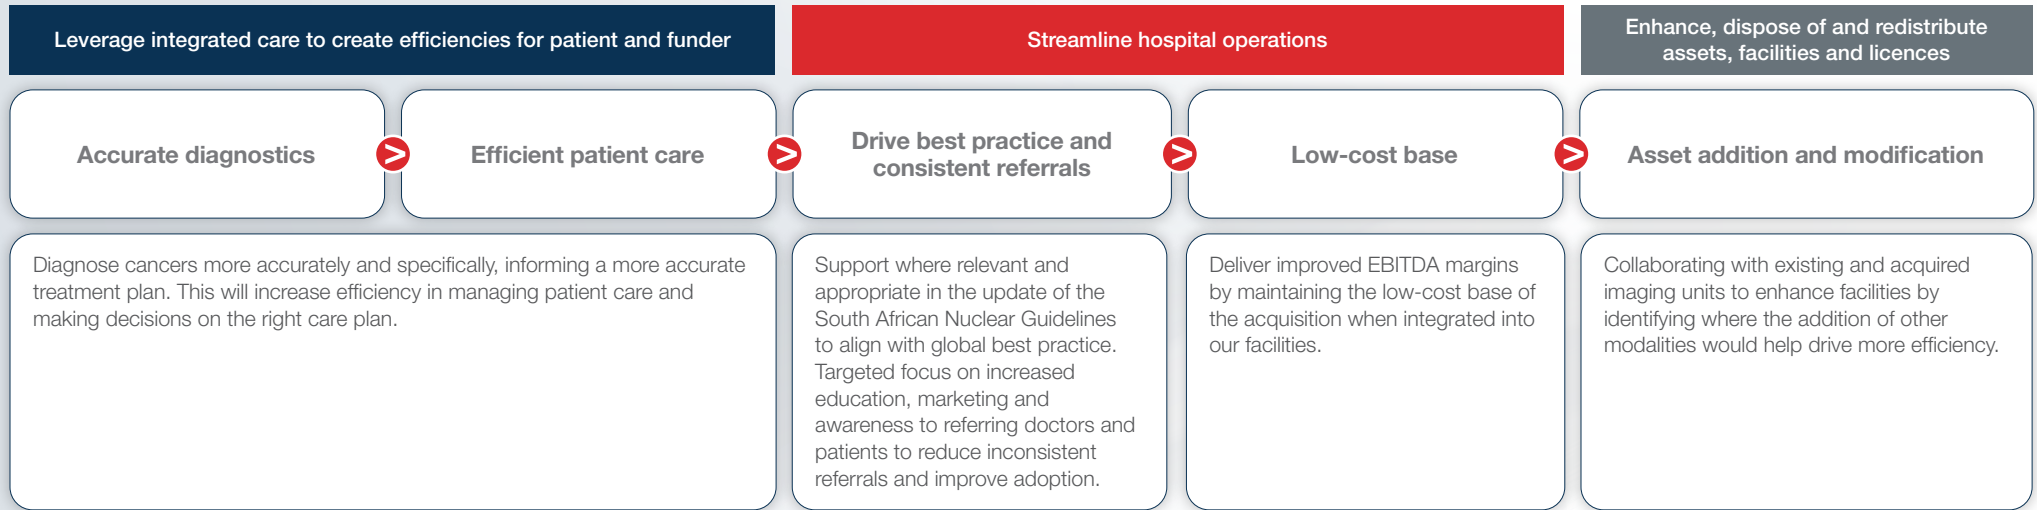 Leverage integrated care to create efficiencies for patient and funder
Streamline hospital operations
Enhance, dispose of and redistribute
assets, facilities and licences
Accurate diagnostics
>
Efficient patient care
>
Drive best practice and
consistent referrals
>
Low-cost base
>
Asset addition and modification
Diagnose cancers more accurately and specifically, informing a more accurate
treatment plan. This will increase efficiency in managing patient care and
making decisions on the right care plan.
Support where relevant and
appropriate in the update of the
South African Nuclear Guidelines
to align with global best practice.
Targeted focus on increased
education, marketing and
awareness to referring doctors and
patients to reduce inconsistent
referrals and improve adoption.
Deliver improved EBITDA margins
by maintaining the low-cost base of
the acquisition when integrated into
our facilities.
Collaborating with existing and acquired
imaging units to enhance facilities by
identifying where the addition of other
modalities would help drive more efficiency.